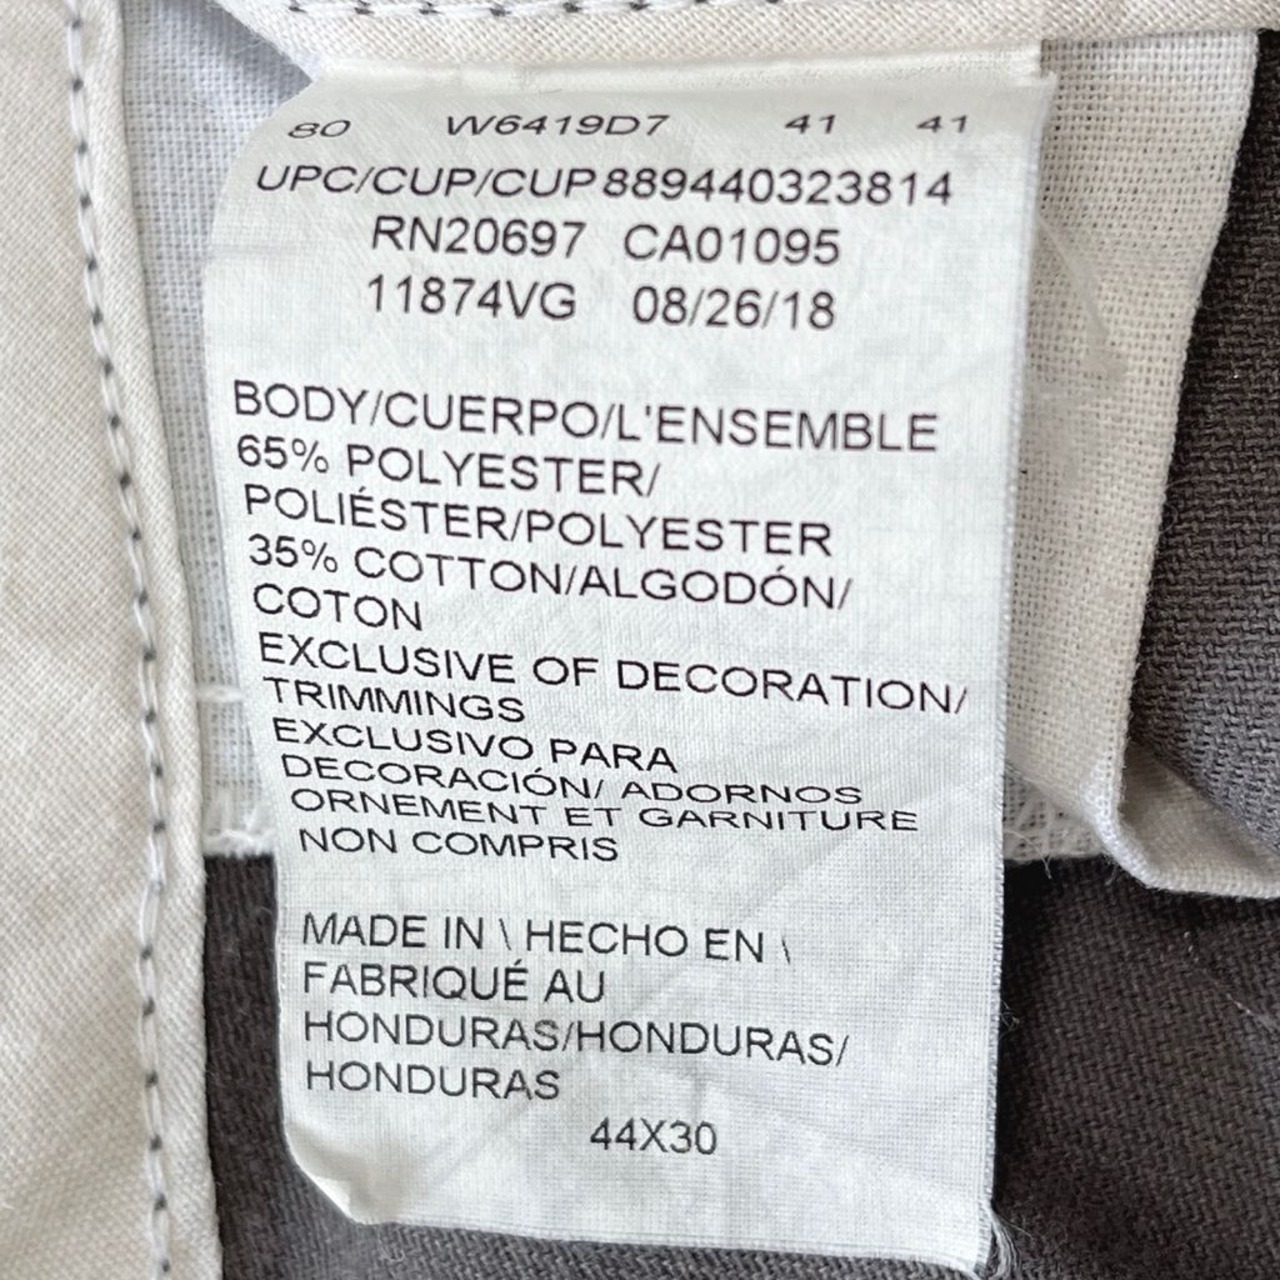 80 W6419D7 41 41
UPC/CUP/CUP 889440323814
RN20697 CA01095
11874VG 08/26/18
BODY/CUERPO/L'ENSEMBLE
65% POLYESTER/
POLIÉSTER/POLYESTER
35% COTTON/ALGODÓN/
COTON
EXCLUSIVE OF DECORATION/
TRIMMINGS
EXCLUSIVO PARA
DECORACIÓN/ ADORNOS
ORNEMENT ET GARNITURE
NON COMPRIS
MADE IN \ HECHO EN \
FABRIQUÉ AU
HONDURAS/HONDURAS/
HONDURAS
44X30